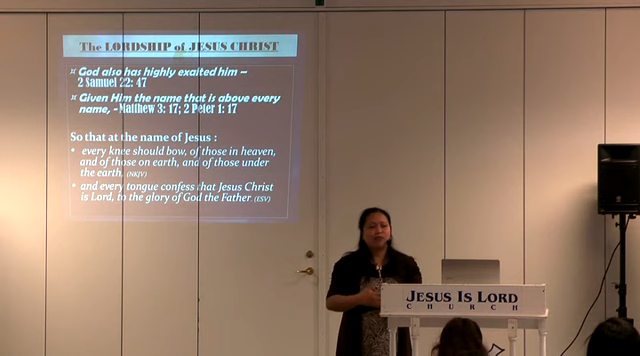 The LORDSHIP of JESUS CHRIST
God also has highly exalted him –
2 Samuel 22: 47
Given Him the name that is above every
name, - Matthew 3: 17; 2 Peter 1: 17
So that at the name of Jesus :
• every knee should bow, of those in heaven,
and of those on earth, and of those under
the earth. (NKJV)
• and every tongue confess that Jesus Christ
is Lord, to the glory of God the Father. (ESV)
JESUS IS LORD
CHURCH